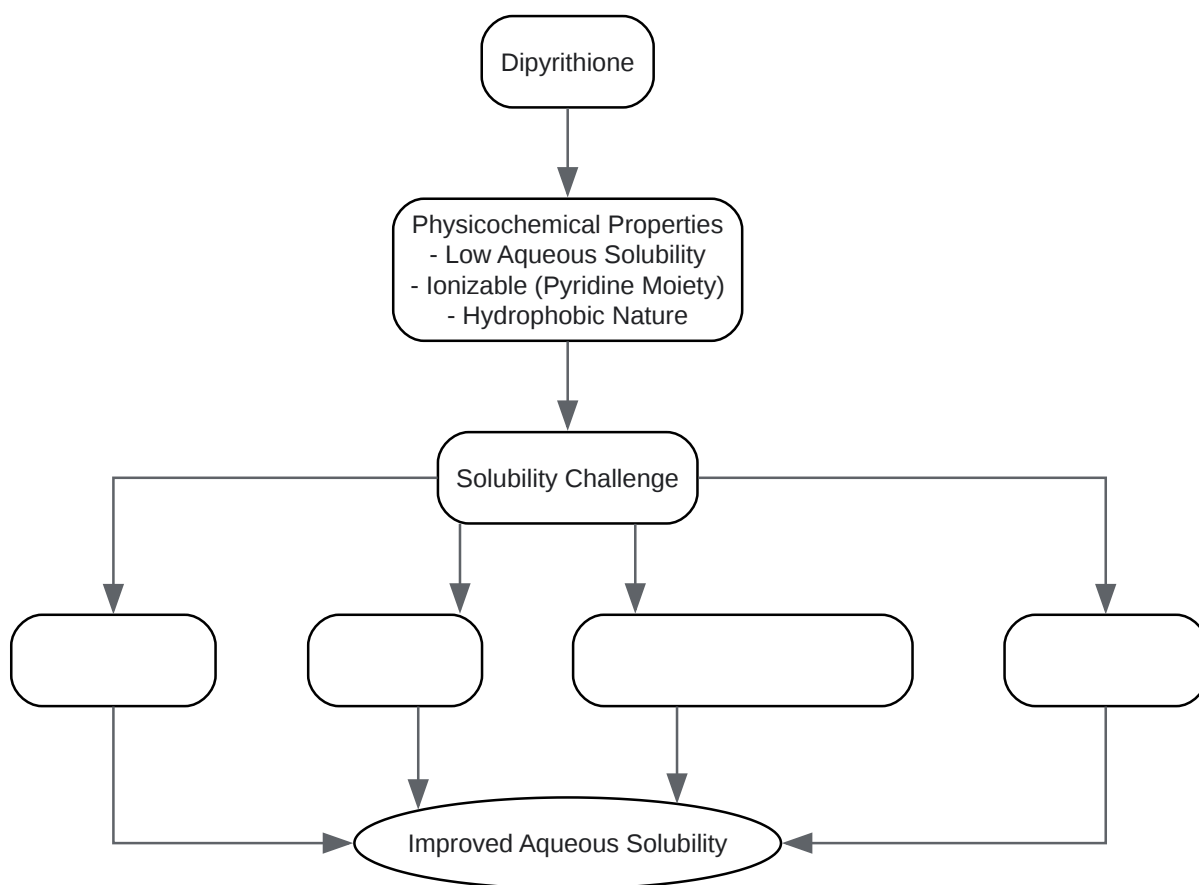 Dipyrithione
Physicochemical Properties
- Low Aqueous Solubility
- Ionizable (Pyridine Moiety)
- Hydrophobic Nature
Solubility Challenge
Improved Aqueous Solubility